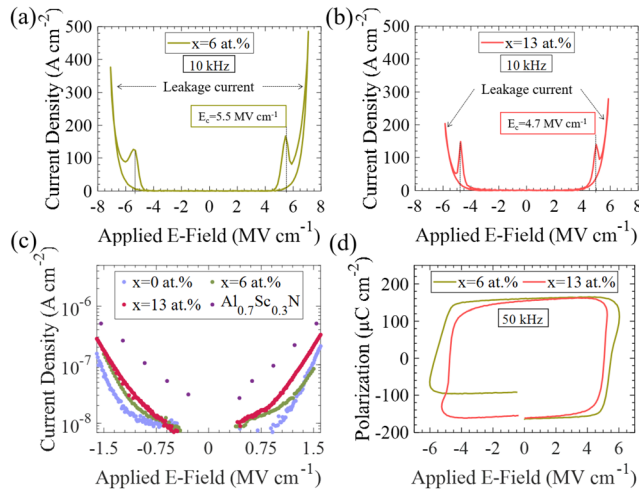 (a)
x=6 at.%
10 kHz
Leakage current
E_c=5.5 MV cm⁻¹
Current Density (A cm⁻²)
500
400
300
200
100
0
-8 -6 -4 -2 0 2 4 6 8
Applied E-Field (MV cm⁻¹)
(b)
x=13 at.%
10 kHz
Leakage current
E_c=4.7 MV cm⁻¹
Current Density (A cm⁻²)
500
400
300
200
100
0
-8 -6 -4 -2 0 2 4 6 8
Applied E-Field (MV cm⁻¹)
(c)
x=0 at.% x=6 at.%
x=13 at.% Al₀.₇Sc₀.₃N
Current Density (A cm⁻²)
10⁻⁶
10⁻⁷
10⁻⁸
-1.5 -0.75 0 0.75 1.5
Applied E-Field (MV cm⁻¹)
(d)
x=6 at.% x=13 at.%
50 kHz
Polarization (μC cm⁻²)
200
100
0
-100
-200
-6 -4 -2 0 2 4 6
Applied E-Field (MV cm⁻¹)